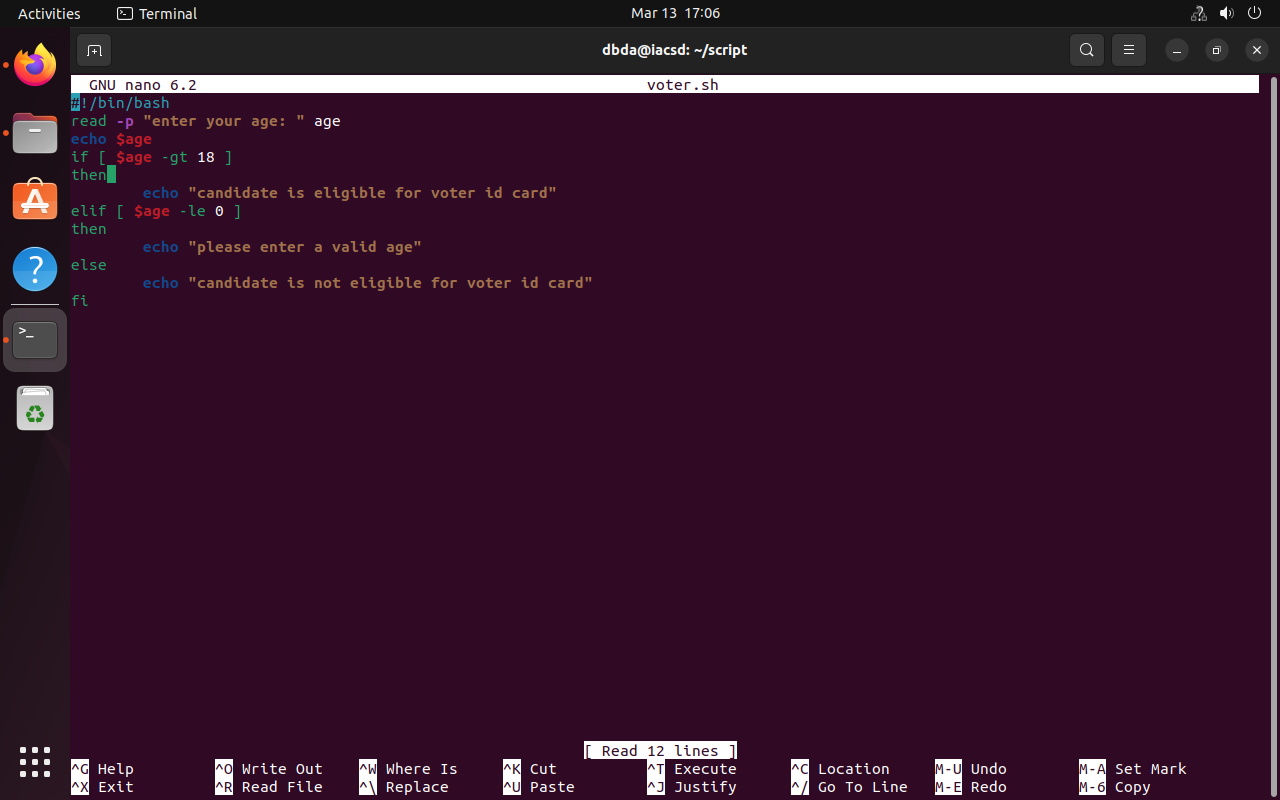 Activities Terminal Mar 13 17:06
dbda@iacsd: ~/script
GNU nano 6.2 voter.sh
#!/bin/bash
read -p "enter your age: " age
echo $age
if [ $age -gt 18 ]
then
        echo "candidate is eligible for voter id card"
elif [ $age -le 0 ]
then
        echo "please enter a valid age"
else
        echo "candidate is not eligible for voter id card"
fi
>_
[ Read 12 lines ]
^G Help ^O Write Out ^W Where Is ^K Cut ^T Execute ^C Location M-U Undo M-A Set Mark
^X Exit ^R Read File ^\ Replace ^U Paste ^J Justify ^/ Go To Line M-E Redo M-6 Copy